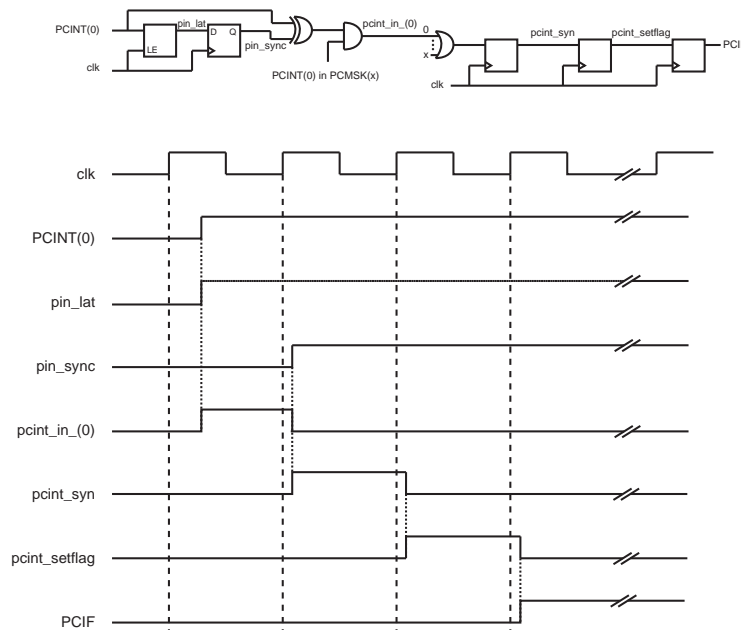 PCINT(0)
pin_lat
D Q
LE
pin_sync
clk
PCINT(0) in PCMSK(x)
pcint_in_(0)
0
x
clk
pcint_syn
pcint_setflag
PCI
clk
PCINT(0)
pin_lat
pin_sync
pcint_in_(0)
pcint_syn
pcint_setflag
PCIF